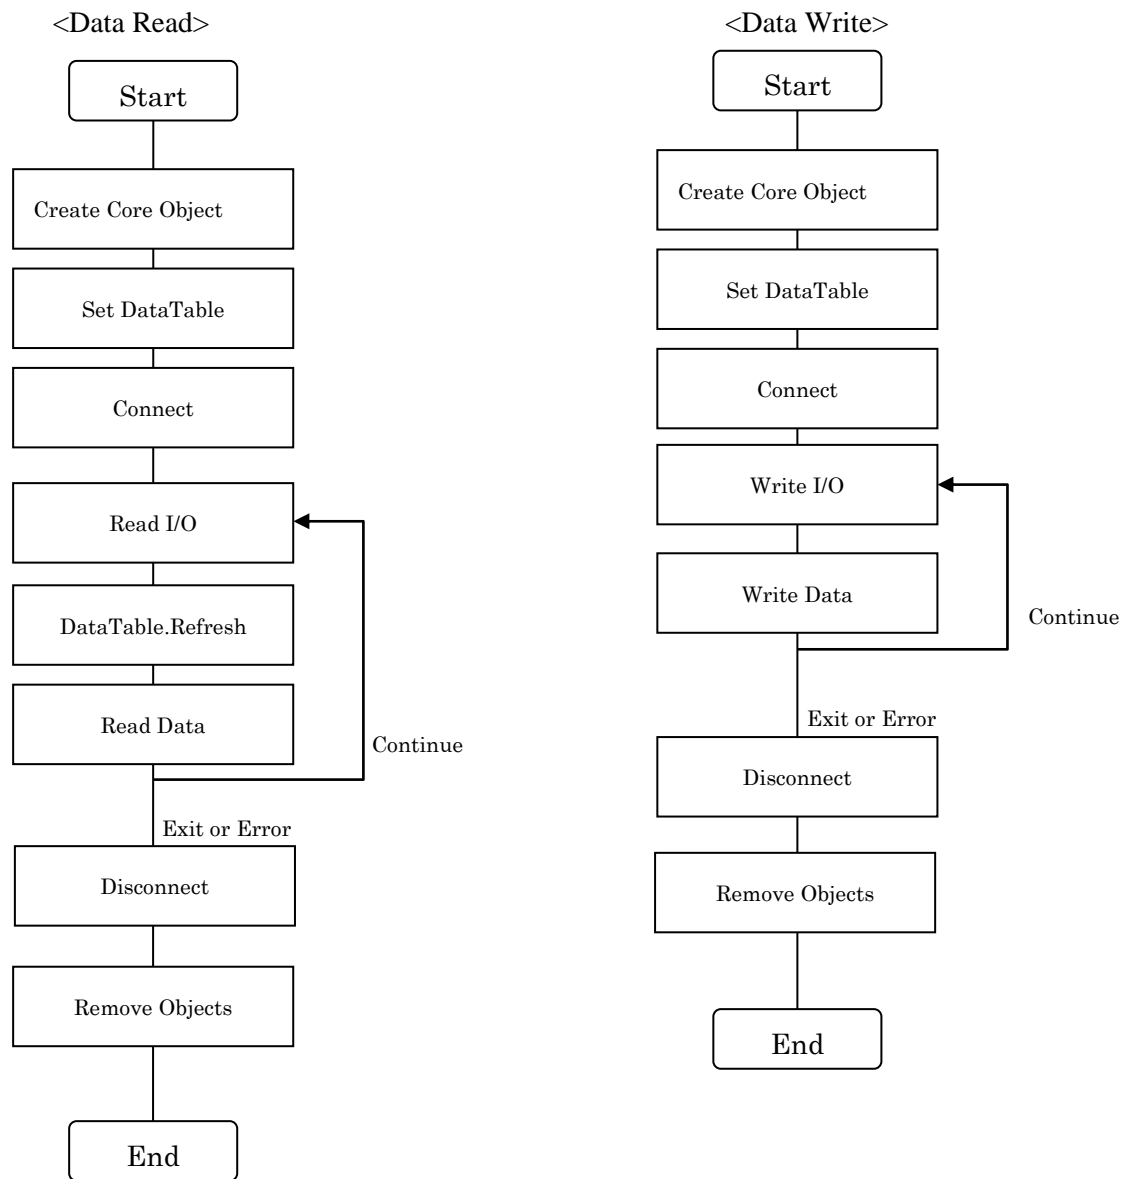 <Data Read>
Start
Create Core Object
Set DataTable
Connect
Read I/O
DataTable.Refresh
Read Data
Continue
Exit or Error
Disconnect
Remove Objects
End
<Data Write>
Start
Create Core Object
Set DataTable
Connect
Write I/O
Write Data
Continue
Exit or Error
Disconnect
Remove Objects
End